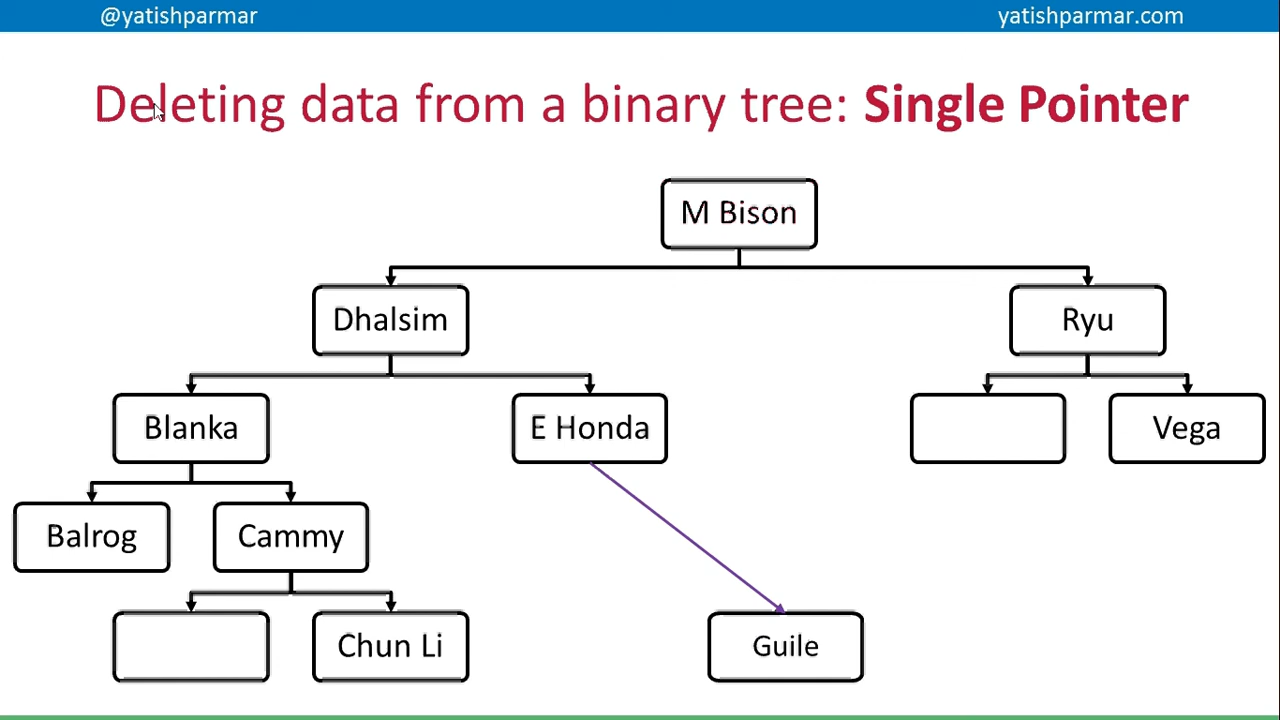 @yatishparmar
yatishparmar.com
Deleting data from a binary tree: Single Pointer
M Bison
Dhalsim
Ryu
Blanka
E Honda
Vega
Balrog
Cammy
Chun Li
Guile